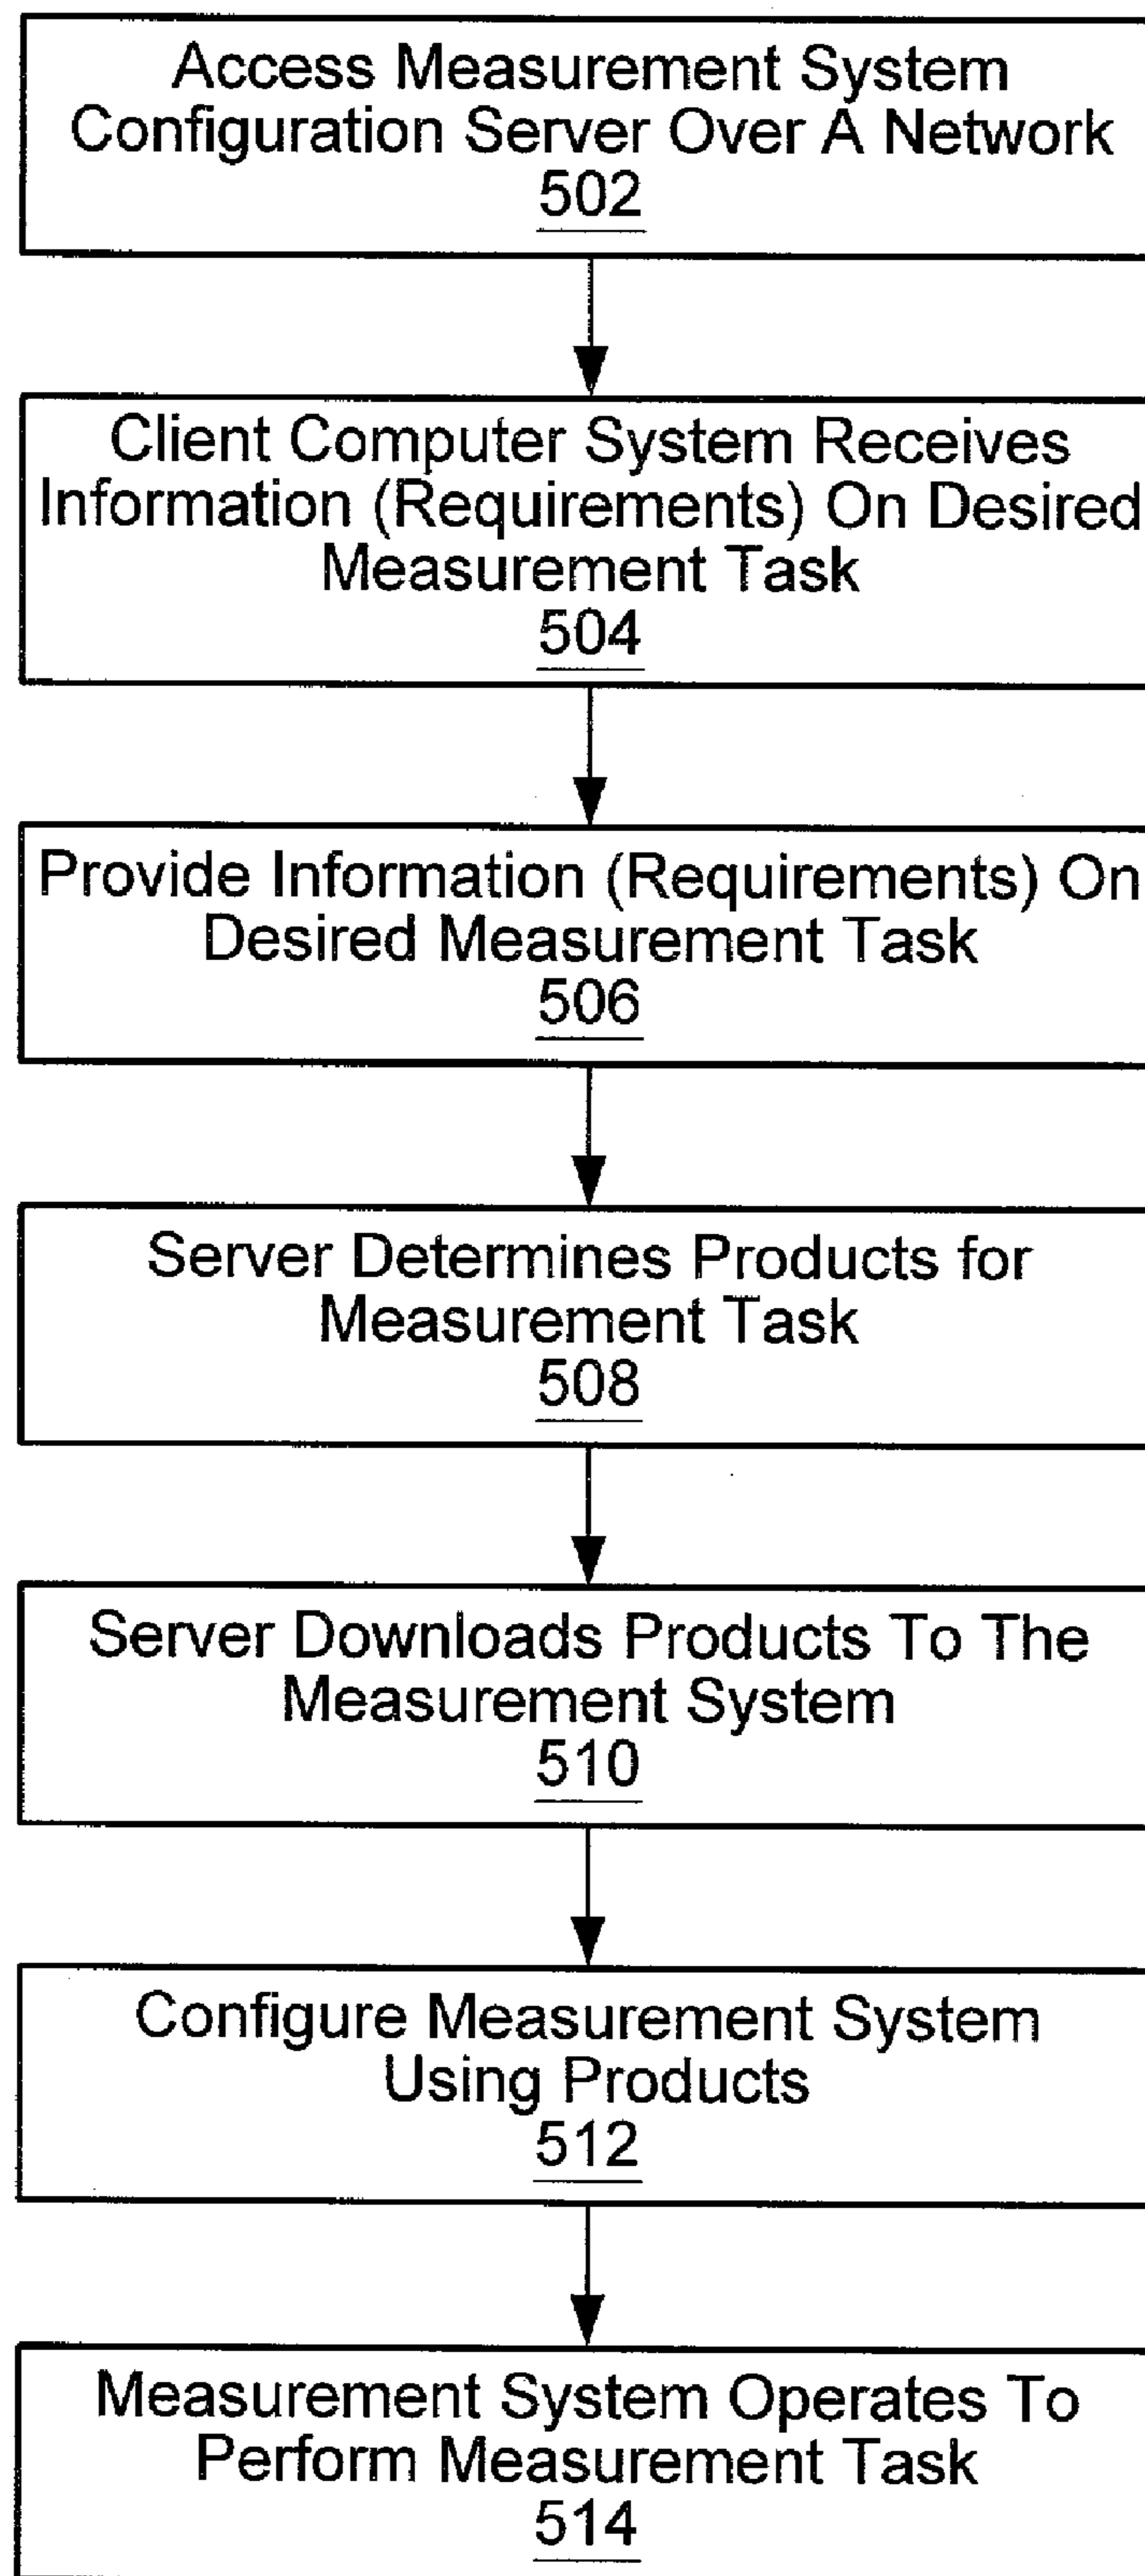 Access Measurement System
Configuration Server Over A Network
502
Client Computer System Receives
Information (Requirements) On Desired
Measurement Task
504
Provide Information (Requirements) On
Desired Measurement Task
506
Server Determines Products for
Measurement Task
508
Server Downloads Products To The
Measurement System
510
Configure Measurement System
Using Products
512
Measurement System Operates To
Perform Measurement Task
514